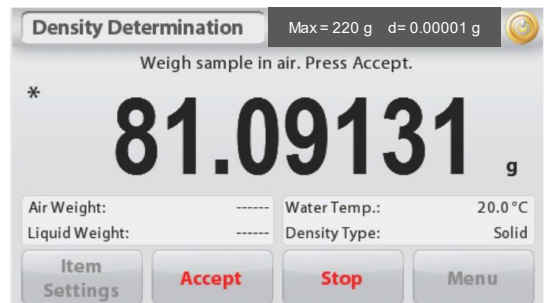 Density Determination Max = 220 g d= 0.00001 g
Weigh sample in air. Press Accept.
*
81.09131 g
Air Weight: ------ Water Temp.: 20.0°C
Liquid Weight: ------ Density Type: Solid
Item Settings Accept Stop Menu